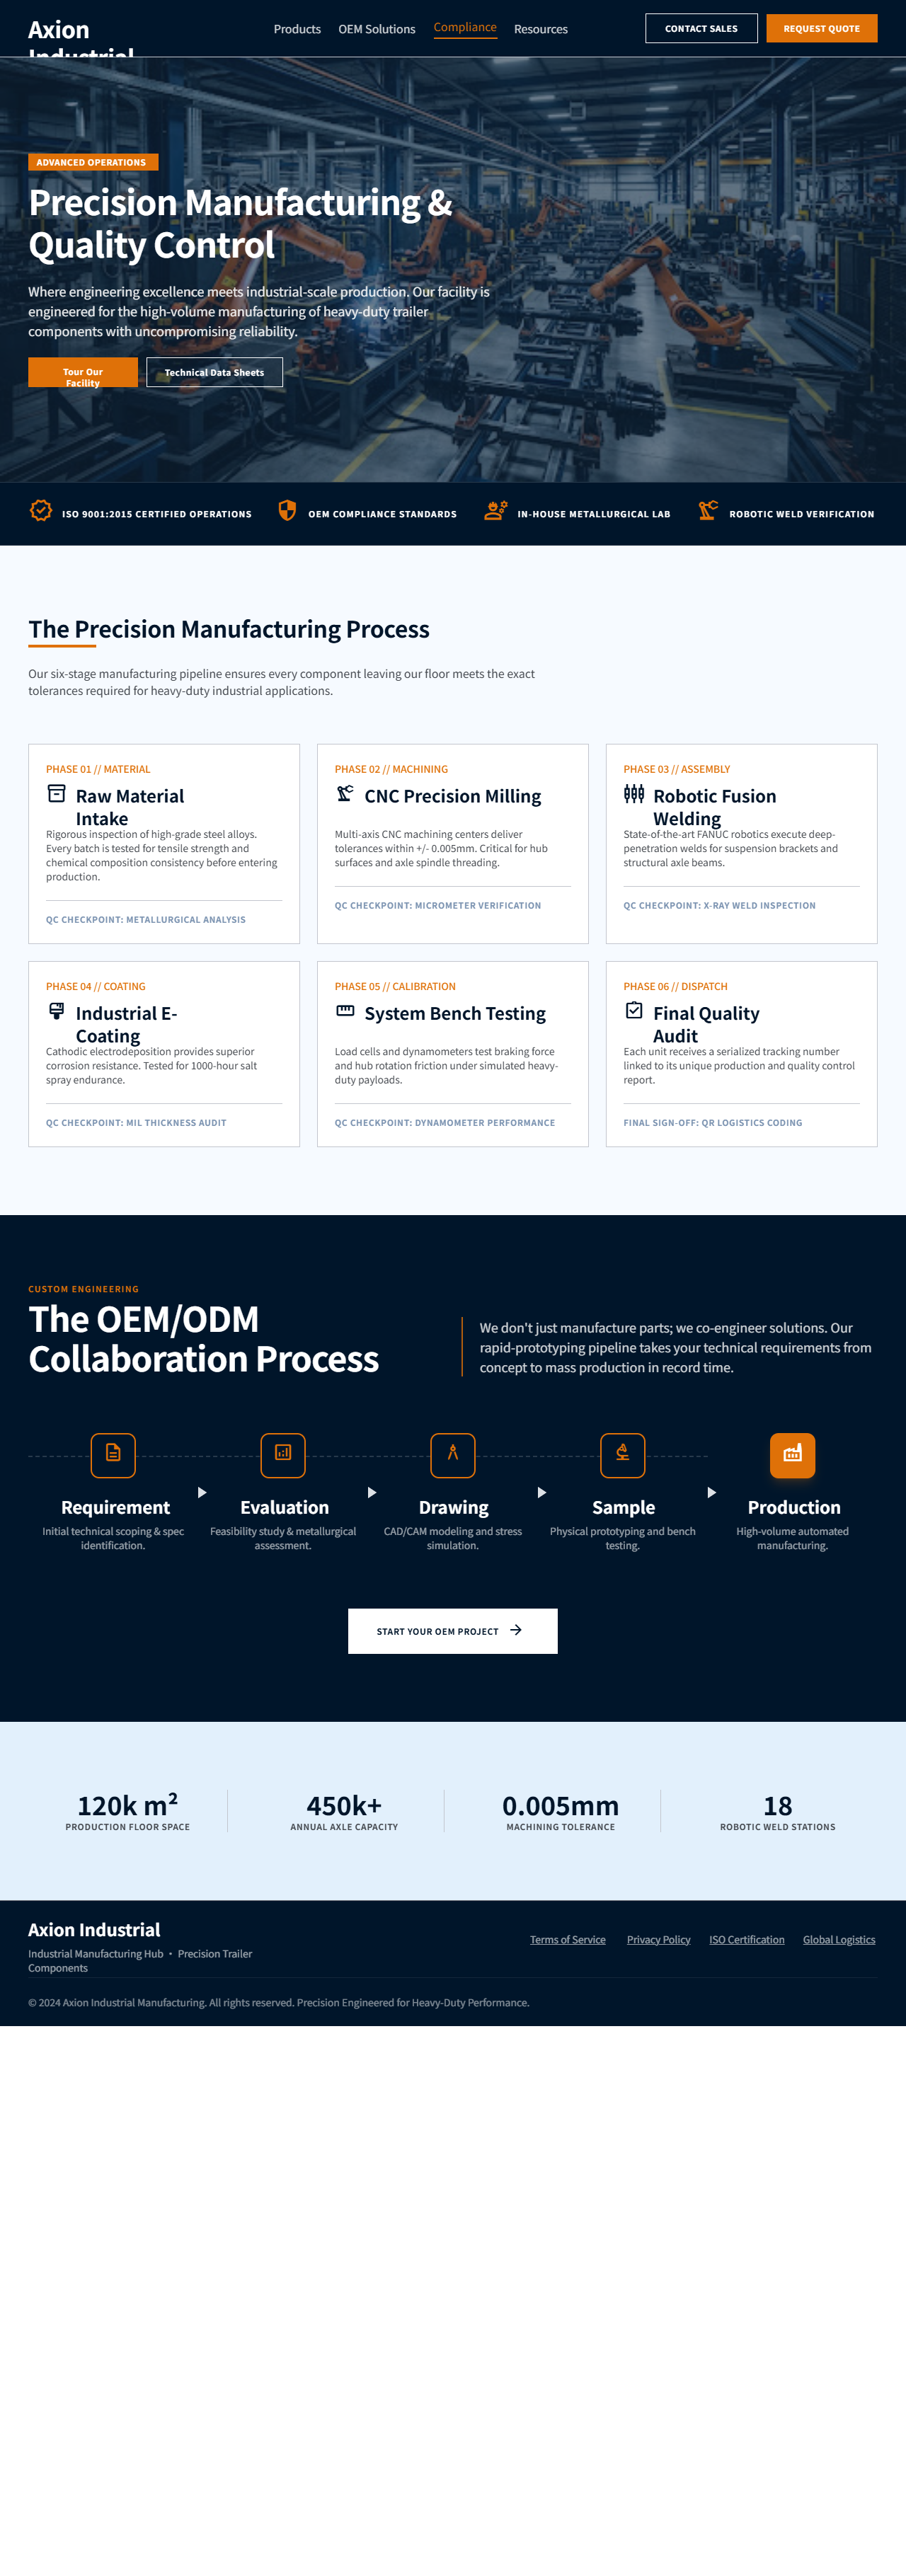 Axion
Industrial
Products
OEM Solutions
Compliance
Resources
CONTACT SALES
REQUEST QUOTE
ADVANCED OPERATIONS
Precision Manufacturing &
Quality Control
Where engineering excellence meets industrial-scale production. Our facility is
engineered for the high-volume manufacturing of heavy-duty trailer
components with uncompromising reliability.
Tour Our
Facility
Technical Data Sheets
ISO 9001:2015 CERTIFIED OPERATIONS
OEM COMPLIANCE STANDARDS
IN-HOUSE METALLURGICAL LAB
ROBOTIC WELD VERIFICATION
The Precision Manufacturing Process
Our six-stage manufacturing pipeline ensures every component leaving our floor meets the exact
tolerances required for heavy-duty industrial applications.
PHASE 01 // MATERIAL
Raw Material
Intake
Rigorous inspection of high-grade steel alloys.
Every batch is tested for tensile strength and
chemical composition consistency before entering
production.
QC CHECKPOINT: METALLURGICAL ANALYSIS
PHASE 02 // MACHINING
CNC Precision Milling
Multi-axis CNC machining centers deliver
tolerances within +/- 0.005mm. Critical for hub
surfaces and axle spindle threading.
QC CHECKPOINT: MICROMETER VERIFICATION
PHASE 03 // ASSEMBLY
Robotic Fusion
Welding
State-of-the-art FANUC robotics execute deep-
penetration welds for suspension brackets and
structural axle beams.
QC CHECKPOINT: X-RAY WELD INSPECTION
PHASE 04 // COATING
Industrial E-
Coating
Cathodic electrodeposition provides superior
corrosion resistance. Tested for 1000-hour salt
spray endurance.
QC CHECKPOINT: MIL THICKNESS AUDIT
PHASE 05 // CALIBRATION
System Bench Testing
Load cells and dynamometers test braking force
and hub rotation friction under simulated heavy-
duty payloads.
QC CHECKPOINT: DYNAMOMETER PERFORMANCE
PHASE 06 // DISPATCH
Final Quality
Audit
Each unit receives a serialized tracking number
linked to its unique production and quality control
report.
FINAL SIGN-OFF: QR LOGISTICS CODING
CUSTOM ENGINEERING
The OEM/ODM
Collaboration Process
We don't just manufacture parts; we co-engineer solutions. Our
rapid-prototyping pipeline takes your technical requirements from
concept to mass production in record time.
Requirement
Initial technical scoping & spec
identification.
Evaluation
Feasibility study & metallurgical
assessment.
Drawing
CAD/CAM modeling and stress
simulation.
Sample
Physical prototyping and bench
testing.
Production
High-volume automated
manufacturing.
START YOUR OEM PROJECT
120k m²
PRODUCTION FLOOR SPACE
450k+
ANNUAL AXLE CAPACITY
0.005mm
MACHINING TOLERANCE
18
ROBOTIC WELD STATIONS
Axion Industrial
Industrial Manufacturing Hub • Precision Trailer
Components
Terms of Service
Privacy Policy
ISO Certification
Global Logistics
© 2024 Axion Industrial Manufacturing. All rights reserved. Precision Engineered for Heavy-Duty Performance.